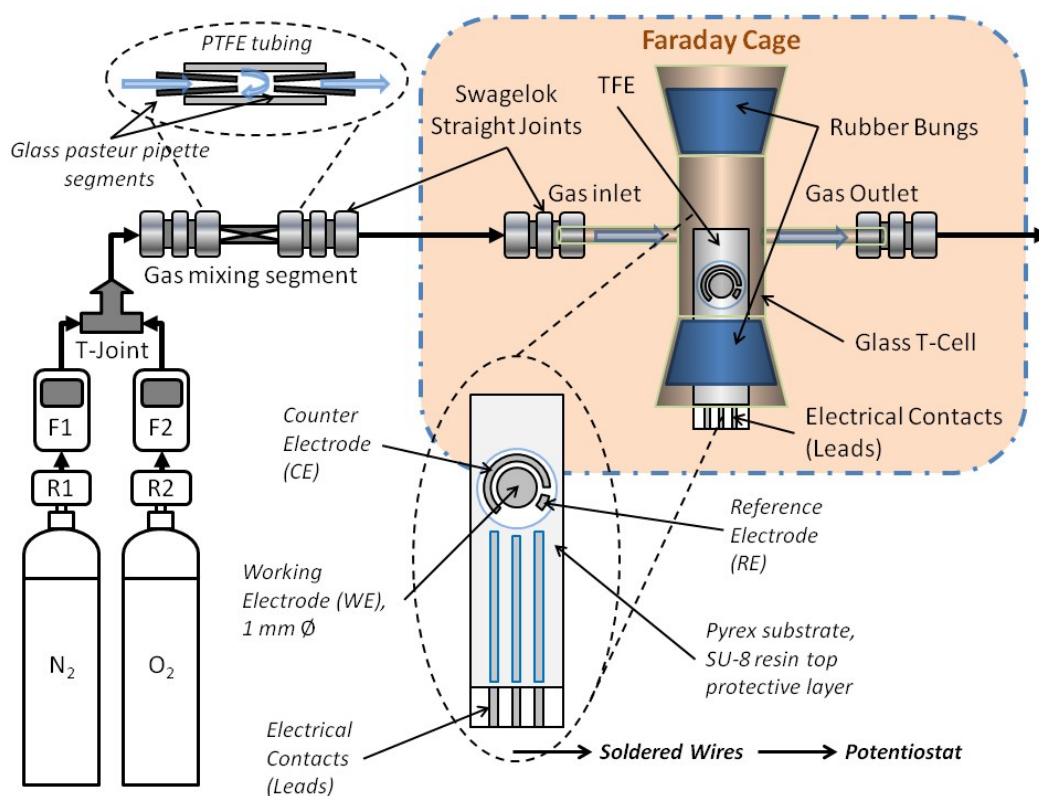 PTFE tubing
Glass pasteur pipette
segments
Faraday Cage
TFE
Swagelok
Straight Joints
Rubber Bungs
Gas inlet
Gas Outlet
Gas mixing segment
T-Joint
Glass T-Cell
F1
F2
Electrical Contacts
(Leads)
R1
R2
Counter
Electrode
(CE)
Reference
Electrode
(RE)
Working
Electrode (WE),
1 mm Ø
Pyrex substrate,
SU-8 resin top
protective layer
N2
O2
Electrical
Contacts
(Leads)
Soldered Wires
Potentiostat